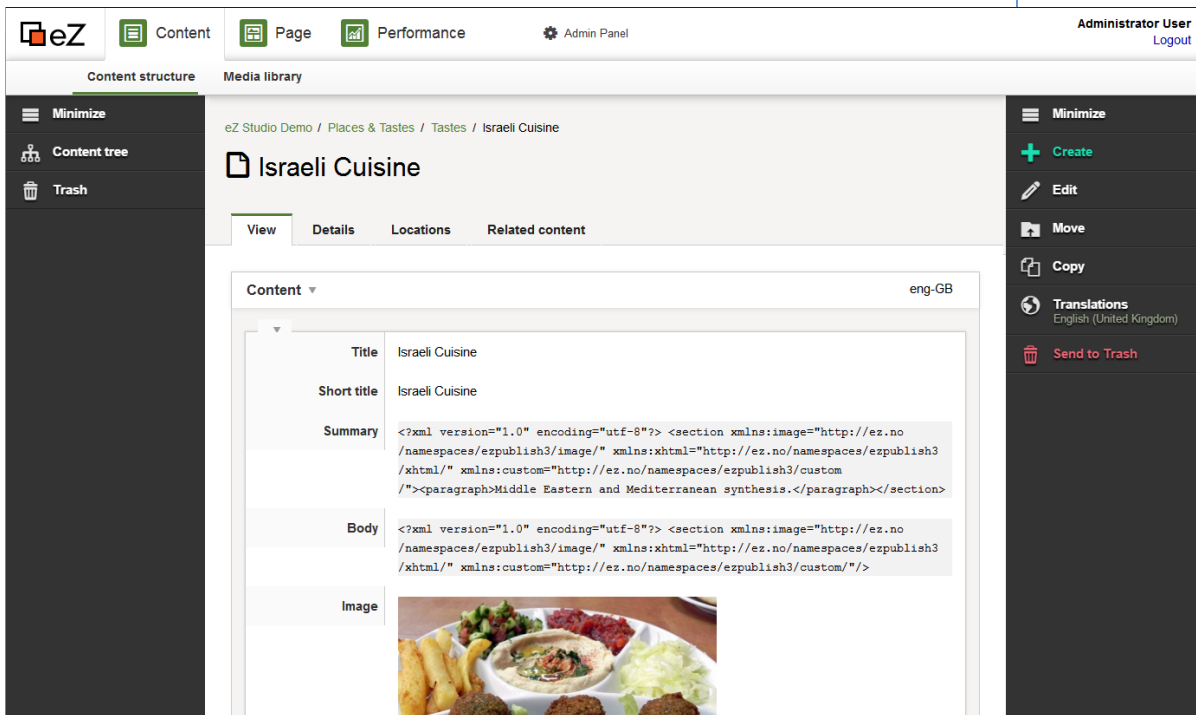 eZ
Content
Page
Performance
Admin Panel
Administrator User
Logout
Content structure
Media library
Minimize
Content tree
Trash
eZ Studio Demo / Places & Tastes / Tastes / Israeli Cuisine
Israeli Cuisine
View
Details
Locations
Related content
Content
eng-GB
Title
Israeli Cuisine
Short title
Israeli Cuisine
Summary
<?xml version="1.0" encoding="utf-8"?> <section xmlns:image="http://ez.no
/namespaces/ezpublish3/image/" xmlns:xhtml="http://ez.no/namespaces/ezpublish3
/xhtml/" xmlns:custom="http://ez.no/namespaces/ezpublish3/custom
/"><paragraph>Middle Eastern and Mediterranean synthesis.</paragraph></section>
Body
<?xml version="1.0" encoding="utf-8"?> <section xmlns:image="http://ez.no
/namespaces/ezpublish3/image/" xmlns:xhtml="http://ez.no/namespaces/ezpublish3
/xhtml/" xmlns:custom="http://ez.no/namespaces/ezpublish3/custom/"/>
Image
Minimize
Create
Edit
Move
Copy
Translations
English (United Kingdom)
Send to Trash